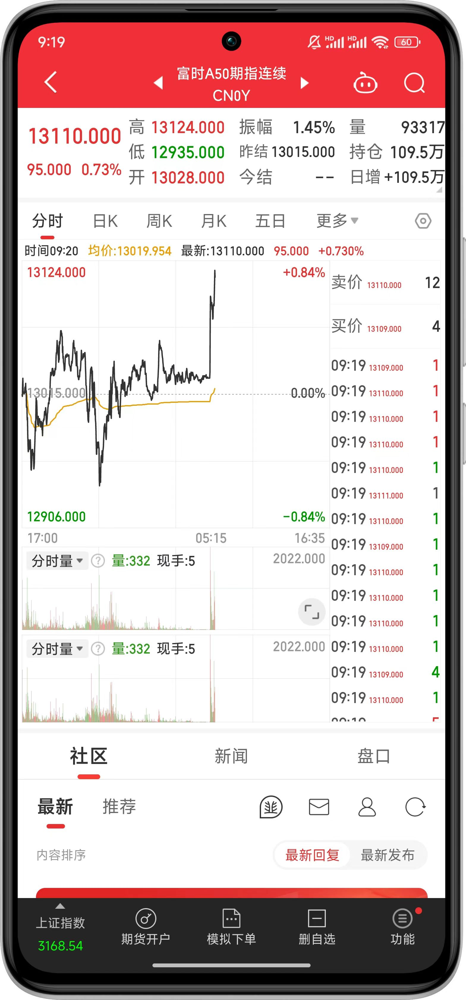 9:19
HD HD 60
富时A50期指连续
CN0Y
13110.000
95.000 0.73%
高 13124.000 振幅 1.45% 量 93317
低 12935.000 昨结 13015.000 持仓 109.5万
开 13028.000 今结 -- 日增 +109.5万
分时 日K 周K 月K 五日 更多
时间09:20 均价:13019.954 最新:13110.000 95.000 +0.730%
13124.000 +0.84%
13015.000 0.00%
12906.000 -0.84%
17:00 05:15 16:35
分时量 ? 量:332 现手:5 2022.000
分时量 ? 量:332 现手:5 2022.000
卖价 13110.000 12
买价 13109.000 4
09:19 13109.000 1
09:19 13110.000 1
09:19 13110.000 1
09:19 13110.000 1
09:19 13110.000 1
09:19 13111.000 1
09:19 13110.000 1
09:19 13109.000 1
09:19 13110.000 1
09:19 13110.000 1
09:19 13110.000 1
09:19 13110.000 1
09:19 13109.000 4
09:19 13110.000 1
社区 新闻 盘口
最新 推荐
内容排序 最新回复 最新发布
上证指数 期货开户 模拟下单 删自选 功能
3168.54